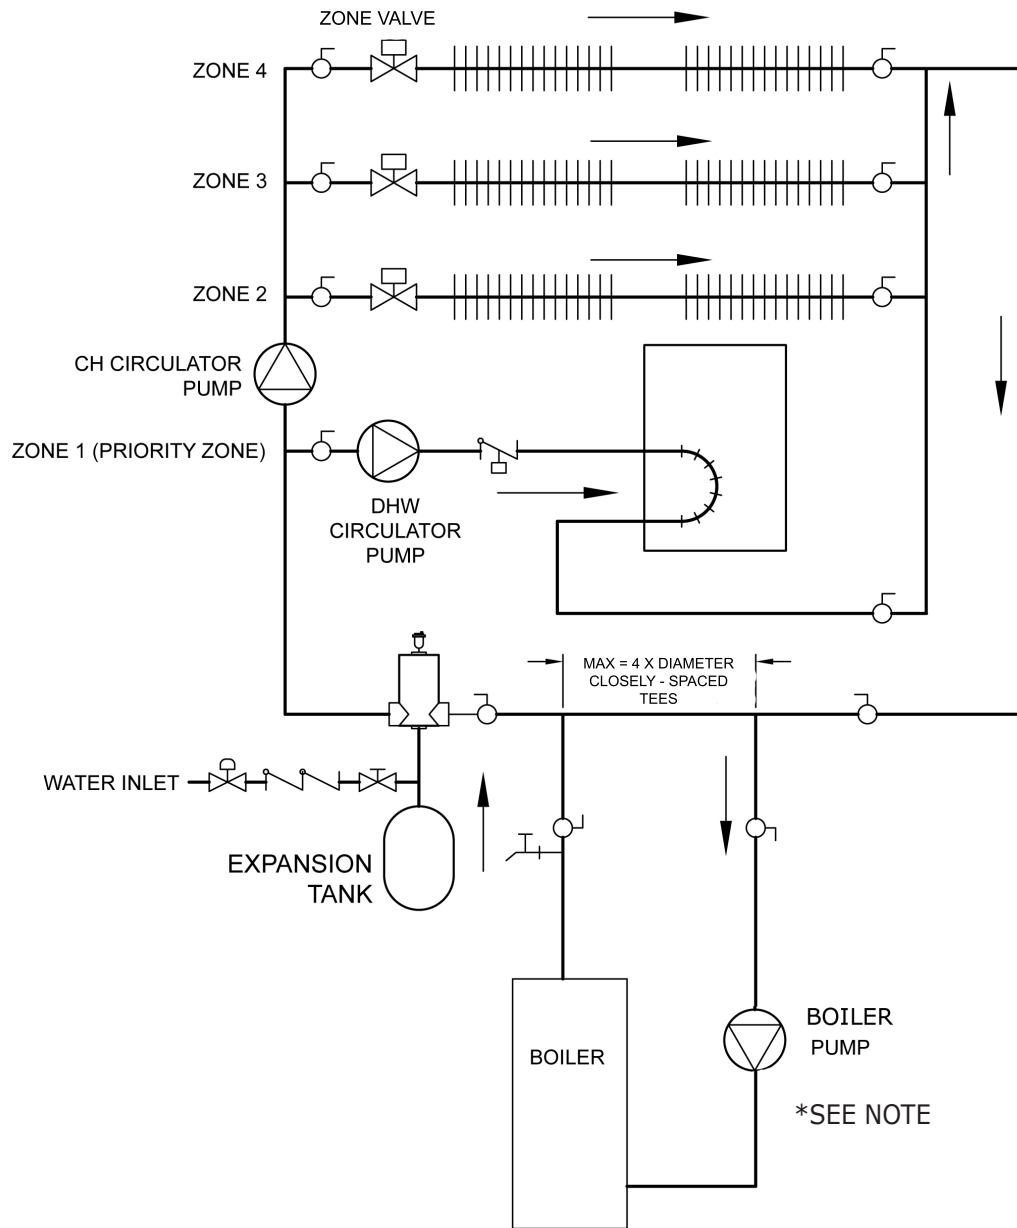 ZONE VALVE
ZONE 4
ZONE 3
ZONE 2
CH CIRCULATOR
PUMP
ZONE 1 (PRIORITY ZONE)
DHW
CIRCULATOR
PUMP
MAX = 4 X DIAMETER
CLOSELY - SPACED
TEES
WATER INLET
EXPANSION
TANK
BOILER
BOILER
PUMP
*SEE NOTE